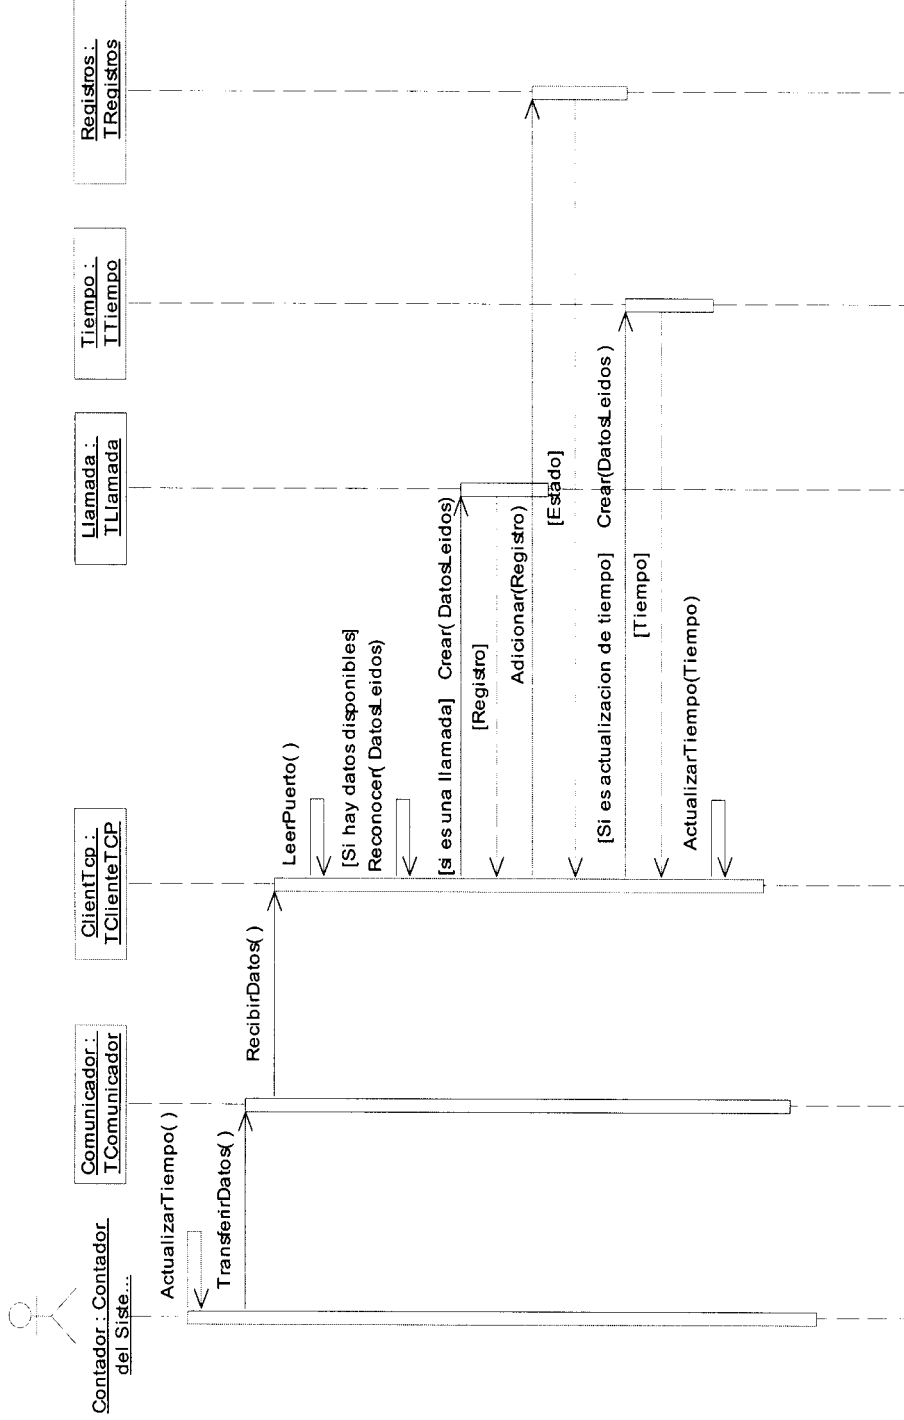 Contador : Contador
del Siste...
Comunicador :
TComunicador
ClientTcp :
TClienteTCP
Llamada :
TLlamada
Tiempo :
TTiempo
Registros :
TRegistros
ActualizarTiempo( )
TransferirDatos( )
RecibirDatos( )
LeerPuerto( )
[Si hay datos disponibles]
Reconocer( DatosLeidos)
[si es una llamada] Crear( DatosLeidos)
[Registro]
Adicionar(Registro)
[Estado]
[Si es actualizacion de tiempo] Crear(DatosLeidos )
[Tiempo]
ActualizarTiempo(Tiempo)